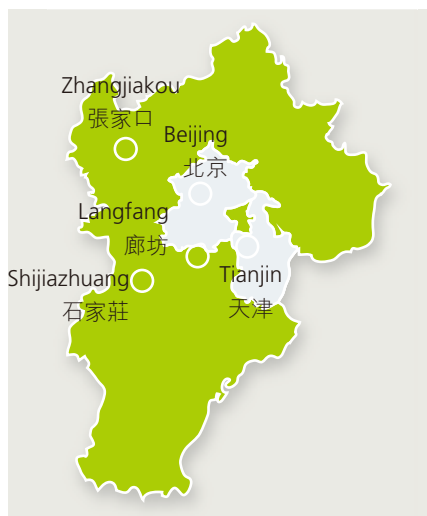 Zhangjiakou
張家口
Beijing
北京
Langfang
廊坊
Shijiazhuang
石家莊
Tianjin
天津